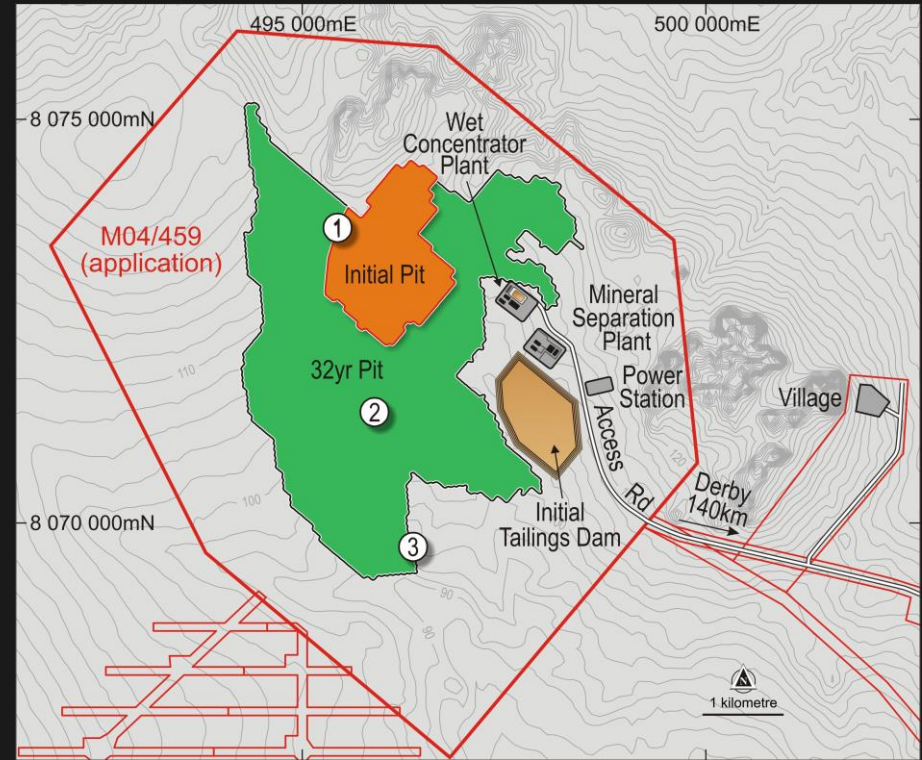 495 000mE
500 000mE
8 075 000mN
Wet
Concentrator
Plant
M04/459
(application)
1
Initial Pit
Mineral
Separation
Plant
110
32yr Pit
Power
Station
Village
2
Access
Rd
120
100
Derby
140km
8 070 000mN
Initial
Tailings Dam
3
90
90
1 kilometre